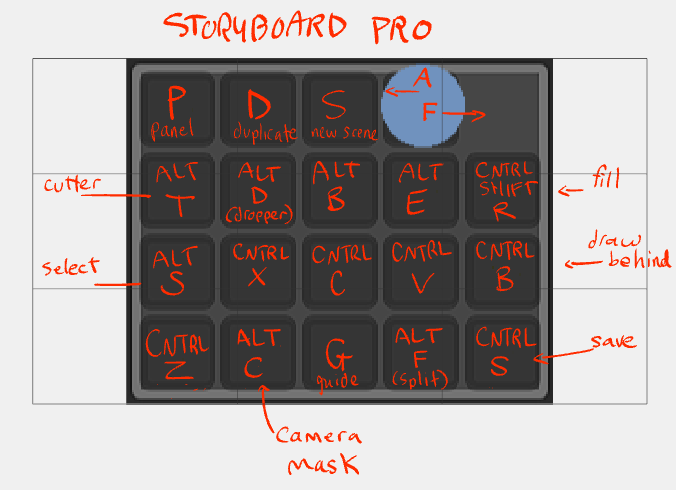 STORYBOARD PRO
P
panel
D
duplicate
S
new scene
A
F
cutter
ALT
T
ALT
D
(dropper)
ALT
B
ALT
E
CNTRL
SHIFT
R
fill
select
ALT
S
CNTRL
X
CNTRL
C
CNTRL
V
CNTRL
B
draw
behind
CNTRL
Z
ALT
C
G
guide
ALT
F
(split)
CNTRL
S
save
Camera
mask